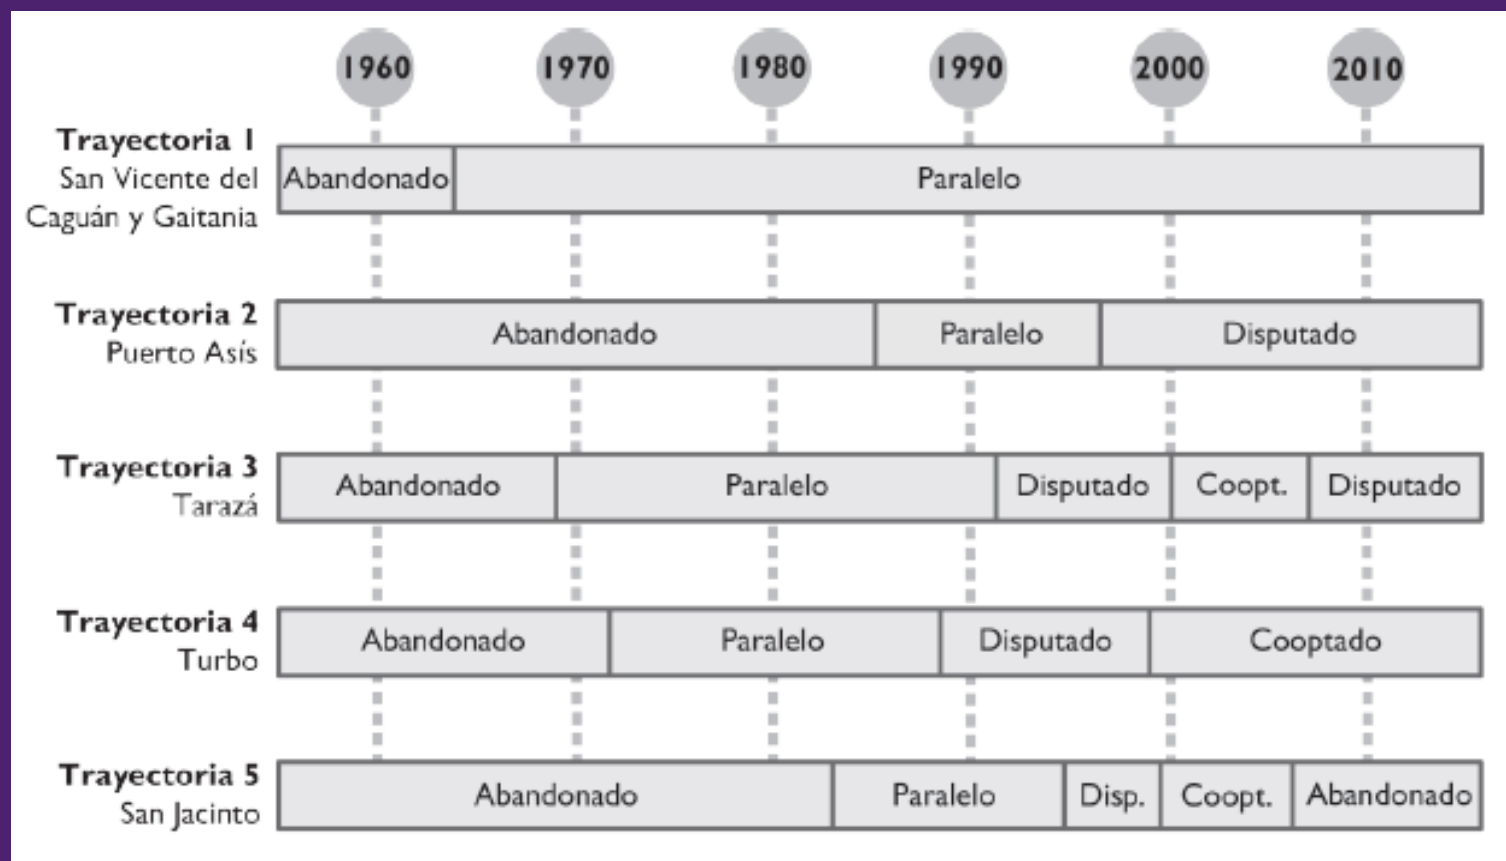 1960 1970 1980 1990 2000 2010
Trayectoria 1
San Vicente del
Caguán y Gaitania
Abandonado Paralelo
Trayectoria 2
Puerto Asís
Abandonado Paralelo Disputado
Trayectoria 3
Tarazá
Abandonado Paralelo Disputado Coopt. Disputado
Trayectoria 4
Turbo
Abandonado Paralelo Disputado Cooptado
Trayectoria 5
San Jacinto
Abandonado Paralelo Disp. Coopt. Abandonado